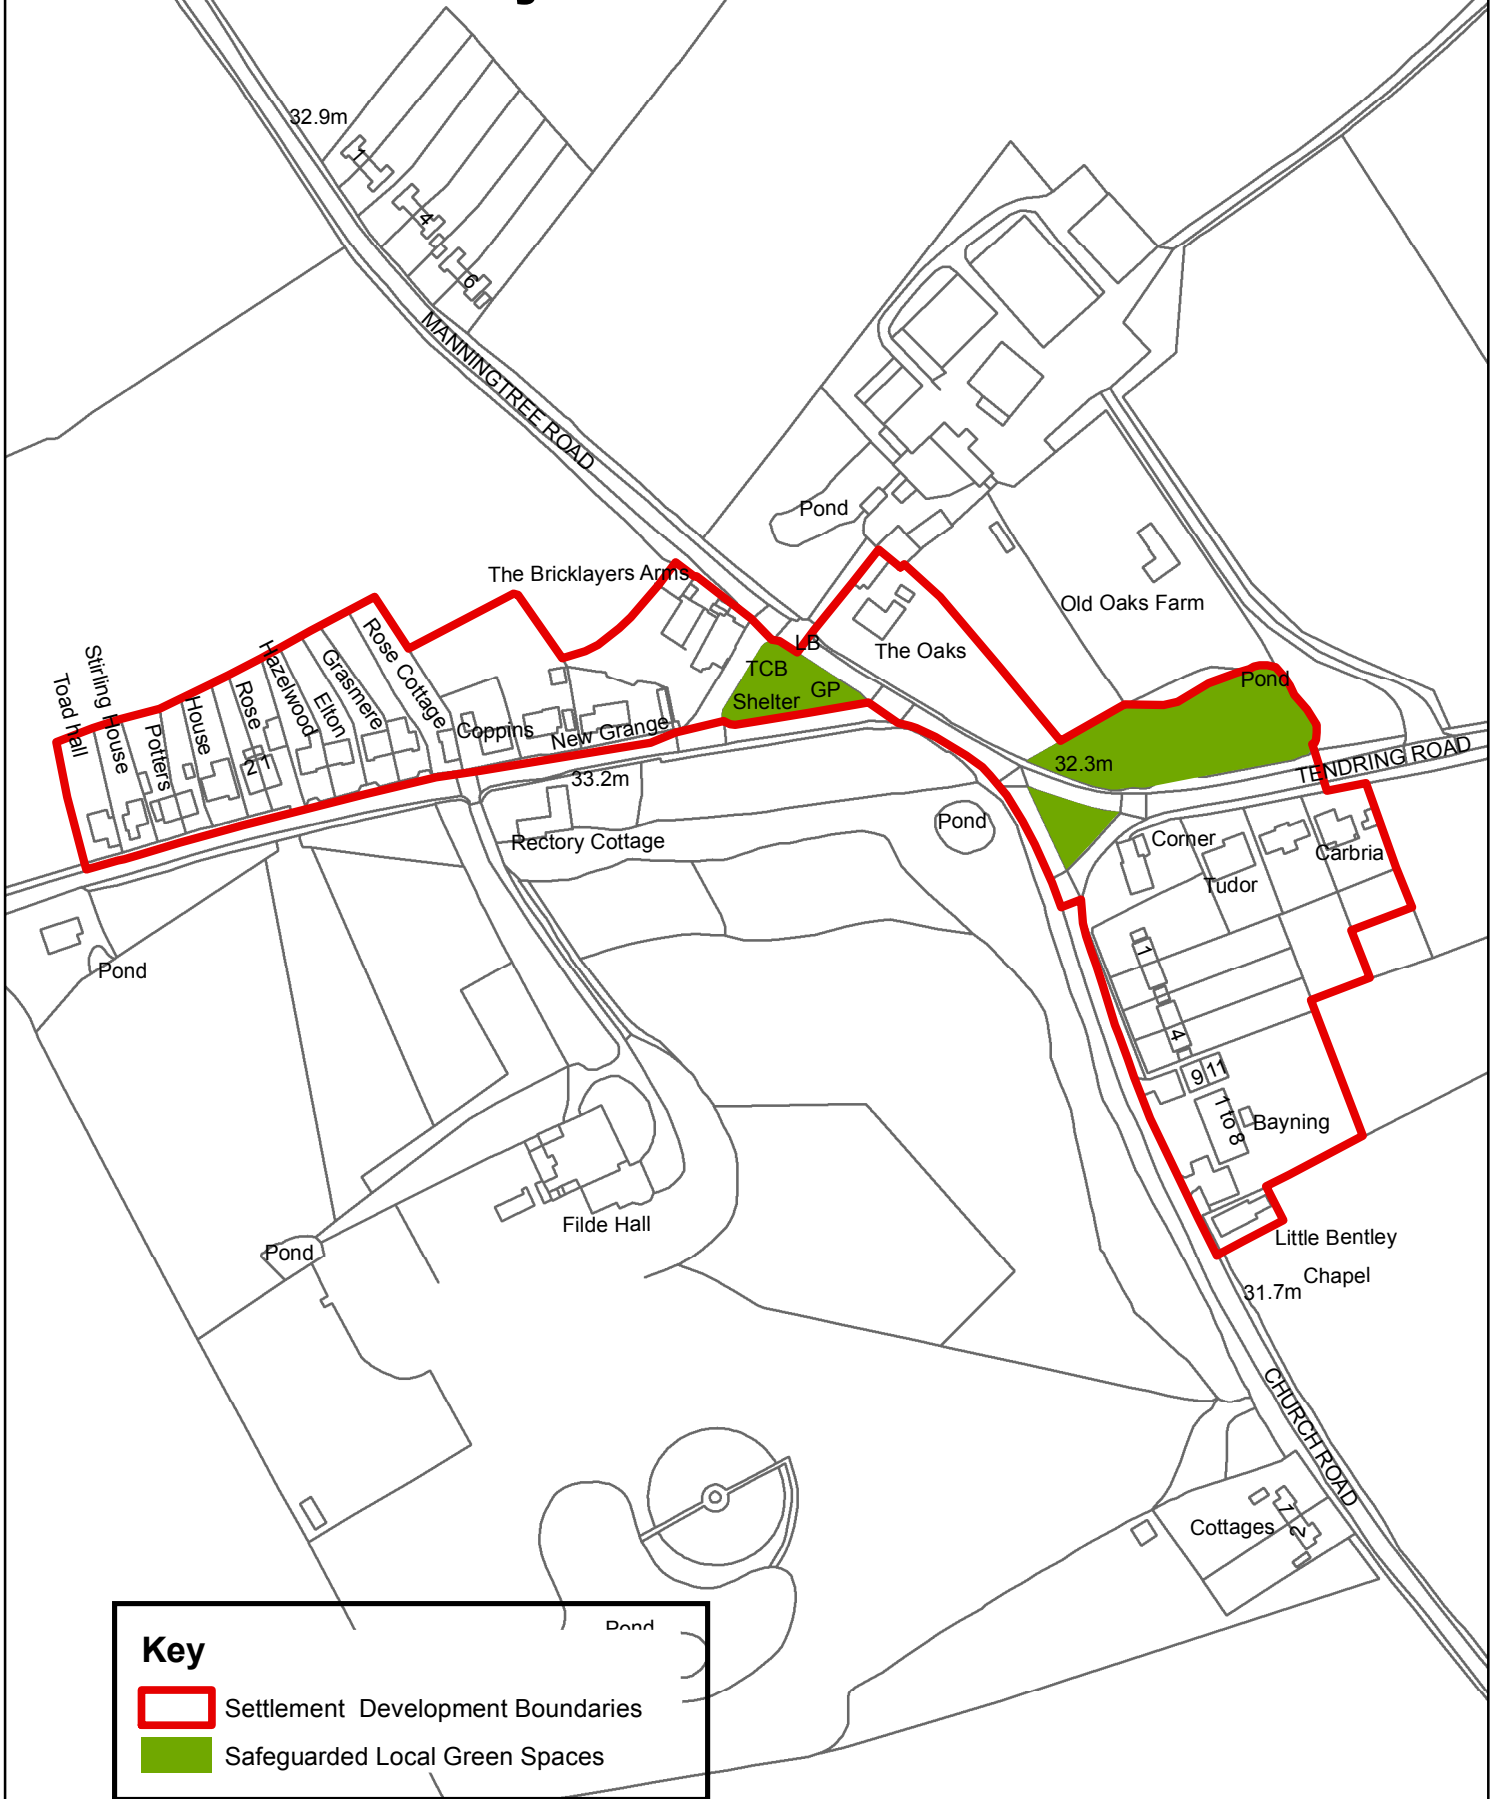 32.9m
1
4
6
MANNINGTREE ROAD
Pond
The Bricklayers Arms
Old Oaks Farm
LB
The Oaks
TCB
GP
Shelter
Pond
Toad hall
Stirling House
Potters
House
Rose
Hazelwood
Elton
Grasmere
Rose Cottage
Coppins
New Grange
2
1
33.2m
32.3m
TENDRING ROAD
Rectory Cottage
Pond
Corner
Carbria
Tudor
Pond
1
4
9
11
1 to 8
Bayning
Filde Hall
Pond
Little Bentley
Chapel
31.7m
CHURCH ROAD
Cottages
1
2
Pond
Key
Settlement Development Boundaries
Safeguarded Local Green Spaces